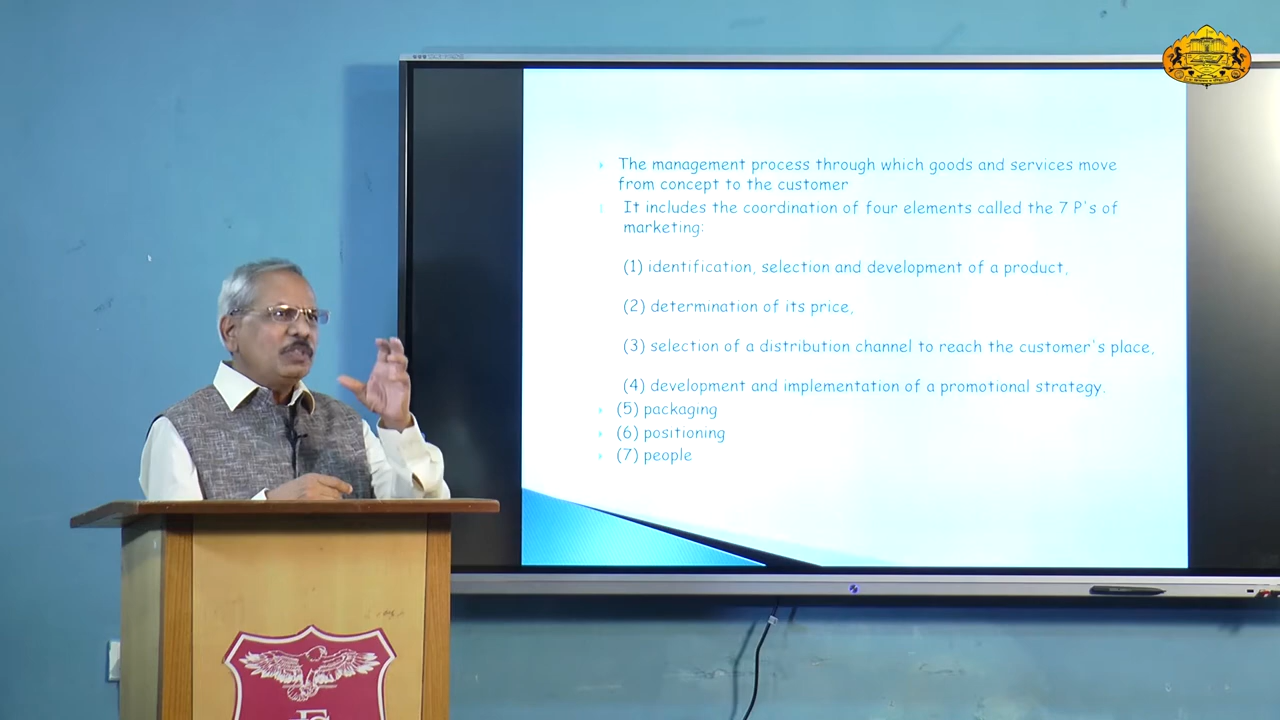 The management process through which goods and services move
from concept to the customer
It includes the coordination of four elements called the 7 P's of
marketing:
(1) identification, selection and development of a product,
(2) determination of its price,
(3) selection of a distribution channel to reach the customer's place,
(4) development and implementation of a promotional strategy.
(5) packaging
(6) positioning
(7) people